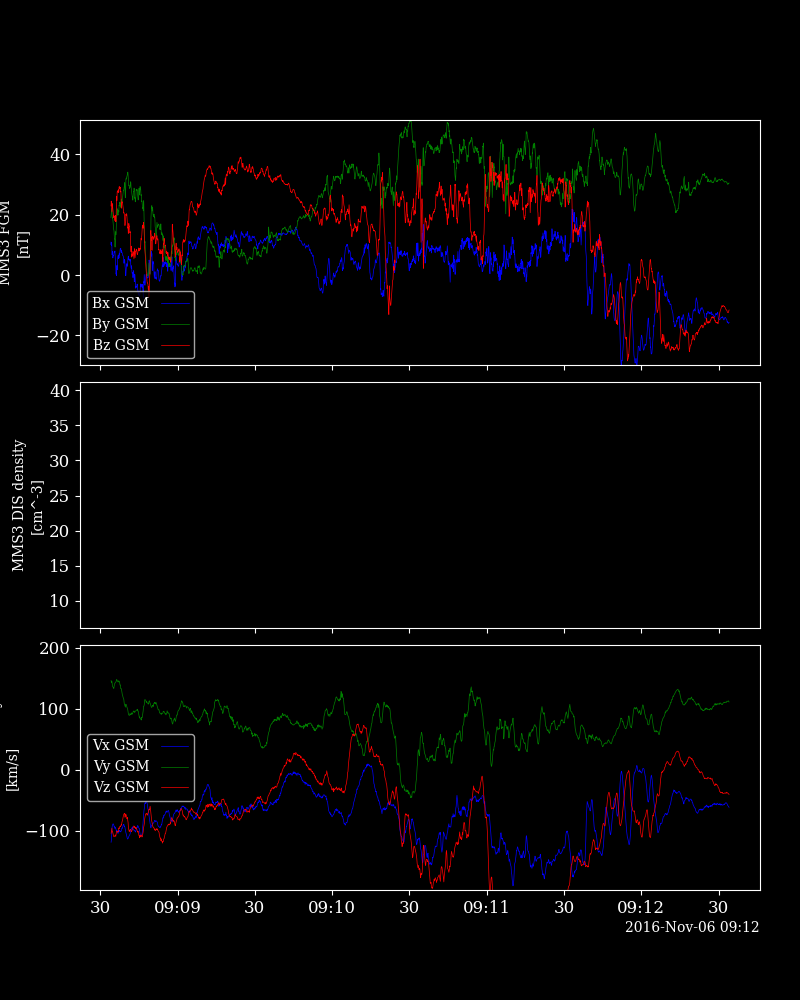 40
20
0
−20
MMS3 FGM
[nT]
Bx GSM
By GSM
Bz GSM
40
35
30
25
20
15
10
MMS3 DIS density
[cm^-3]
200
100
0
−100
[km/s]
Vx GSM
Vy GSM
Vz GSM
30 09:09 30 09:10 30 09:11 30 09:12 30
2016-Nov-06 09:12